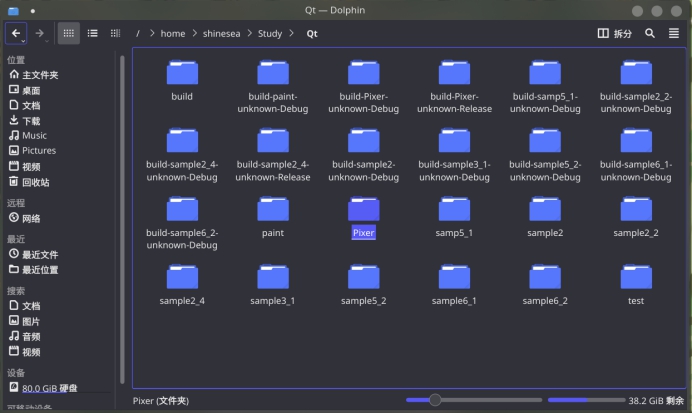 Qt — Dolphin
/ > home > shinesea > Study > Qt
拆分
位置
主文件夹
桌面
文档
下载
Music
Pictures
视频
回收站
远程
网络
最近
最近文件
最近位置
搜索
文档
图片
音频
视频
设备
80.0 GiB 硬盘
可移动设备
build
build-paint-
unknown-Debug
build-Pixer-
unknown-Debug
build-Pixer-
unknown-Release
build-samp5_1-
unknown-Debug
build-sample2_2-
unknown-Debug
build-sample2_4-
unknown-Debug
build-sample2_4-
unknown-Release
build-sample2-
unknown-Debug
build-sample3_1-
unknown-Debug
build-sample5_2-
unknown-Debug
build-sample6_1-
unknown-Debug
build-sample6_2-
unknown-Debug
paint
Pixer
samp5_1
sample2
sample2_2
sample2_4
sample3_1
sample5_2
sample6_1
sample6_2
test
Pixer (文件夹)
38.2 GiB 剩余